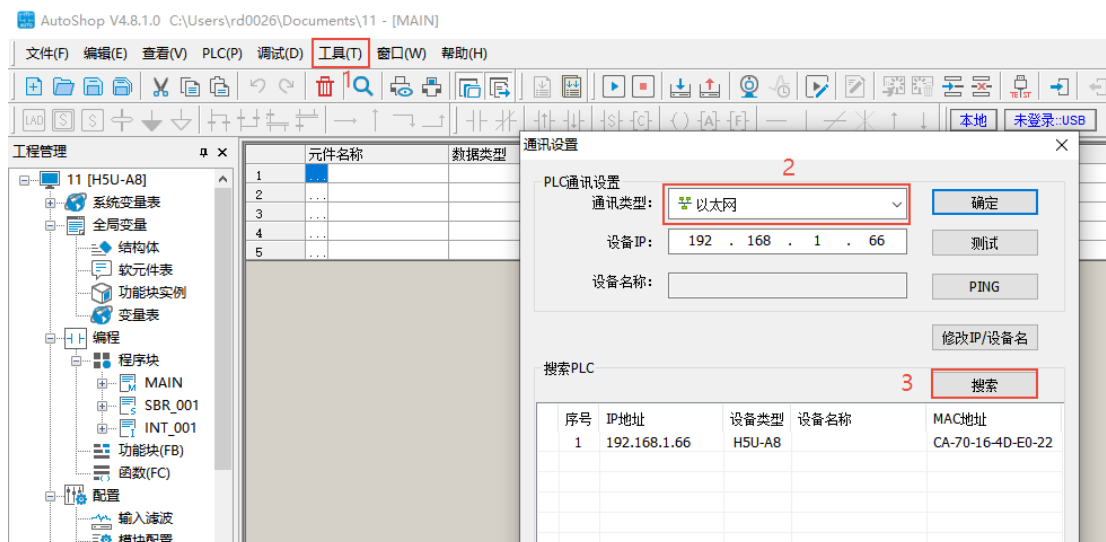 AutoShop V4.8.1.0 C:\Users\rd0026\Documents\11 - [MAIN]
文件(F) 编辑(E) 查看(V) PLC(P) 调试(D) 工具(T) 窗口(W) 帮助(H)
1
TEST
LAD S S S C A F 本地 未登录::USB
工程管理
元件名称 数据类型
1 ...
2 ...
3 ...
4 ...
5 ...
11 [H5U-A8]
系统变量表
全局变量
结构体
软元件表
功能块实例
变量表
编程
程序块
MAIN
SBR_001
INT_001
功能块(FB)
函数(FC)
配置
输入滤波
模块配置
通讯设置
2
PLC通讯设置
通讯类型: 以太网 确定
设备IP: 192 . 168 . 1 . 66 测试
设备名称: PING
修改IP/设备名
搜索PLC
3 搜索
序号 IP地址 设备类型 设备名称 MAC地址
1 192.168.1.66 H5U-A8 CA-70-16-4D-E0-22